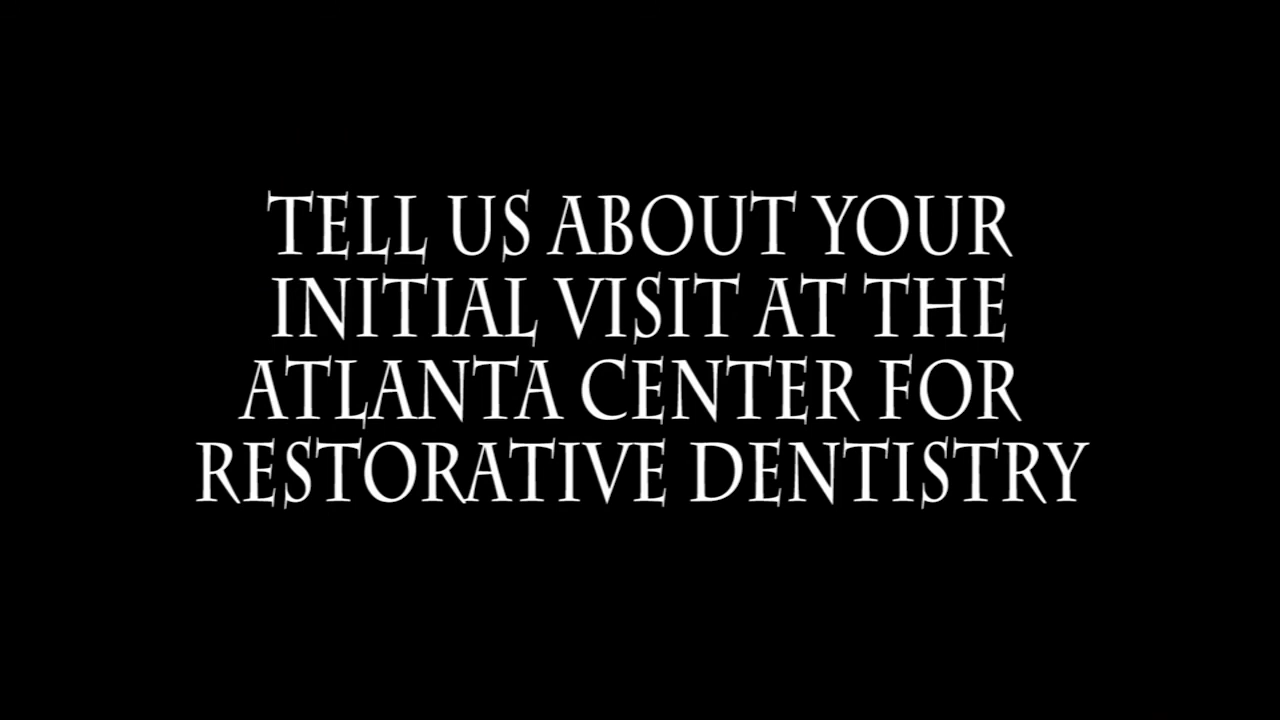 TELL US ABOUT YOUR
INITIAL VISIT AT THE
ATLANTA CENTER FOR
RESTORATIVE DENTISTRY